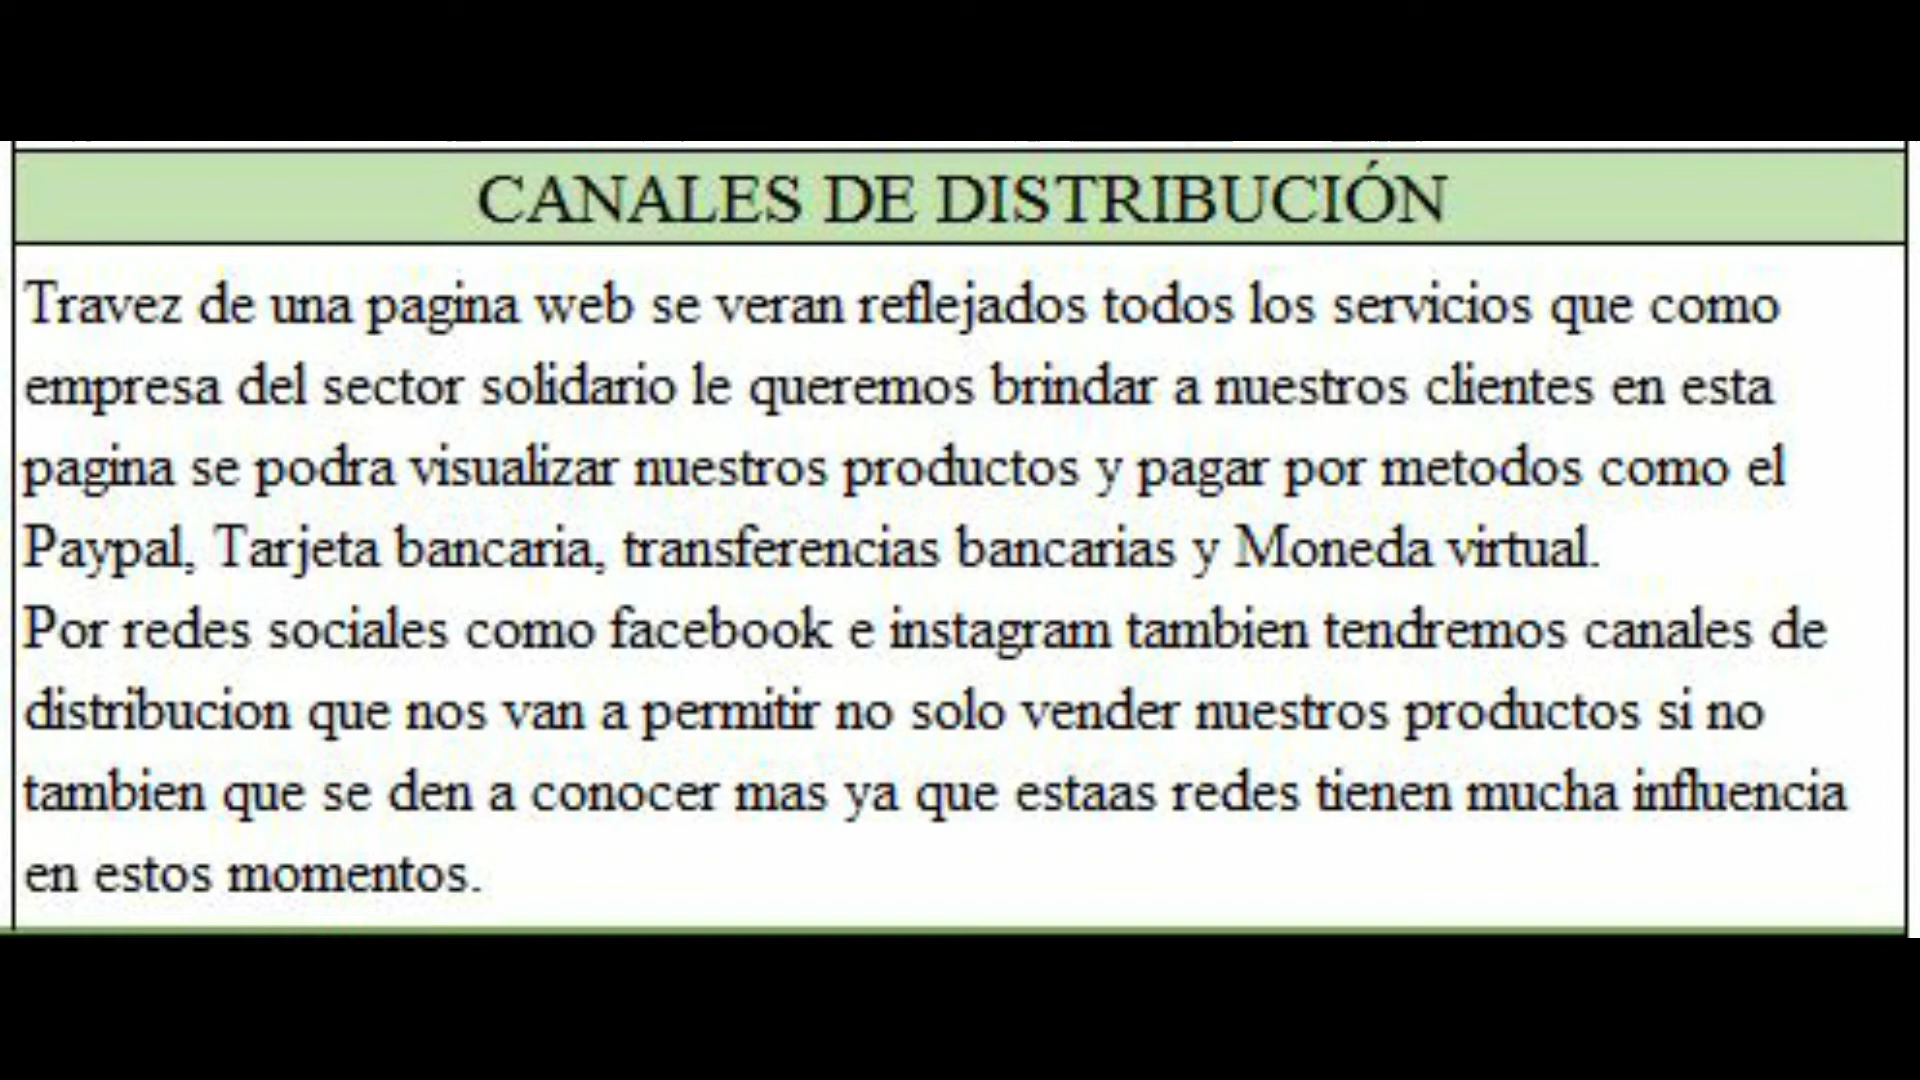 CANALES DE DISTRIBUCIÓN
Travez de una pagina web se veran reflejados todos los servicios que como
empresa del sector solidario le queremos brindar a nuestros clientes en esta
pagina se podra visualizar nuestros productos y pagar por metodos como el
Paypal, Tarjeta bancaria, transferencias bancarias y Moneda virtual.
Por redes sociales como facebook e instagram tambien tendremos canales de
distribucion que nos van a permitir no solo vender nuestros productos si no
tambien que se den a conocer mas ya que estaas redes tienen mucha influencia
en estos momentos.